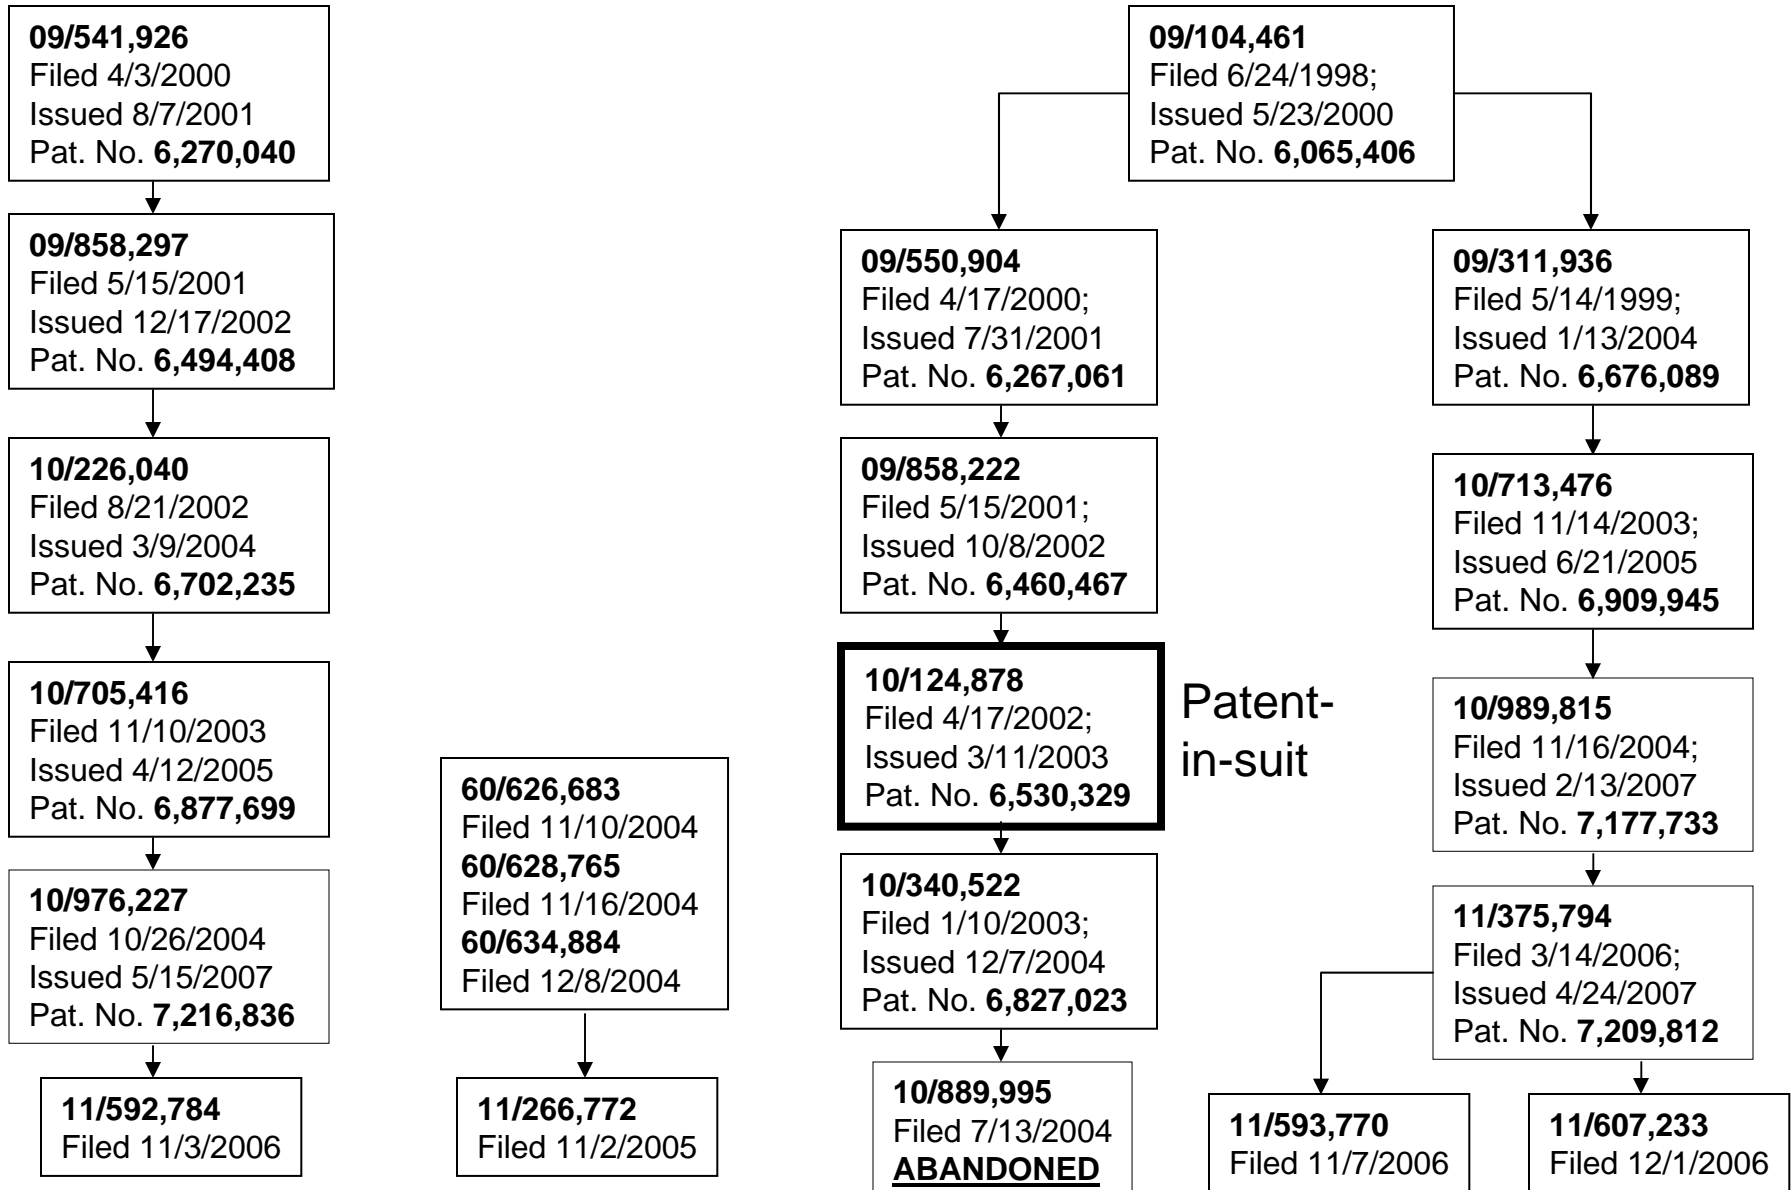 09/541,926
Filed 4/3/2000
Issued 8/7/2001
Pat. No. 6,270,040
09/858,297
Filed 5/15/2001
Issued 12/17/2002
Pat. No. 6,494,408
10/226,040
Filed 8/21/2002
Issued 3/9/2004
Pat. No. 6,702,235
10/705,416
Filed 11/10/2003
Issued 4/12/2005
Pat. No. 6,877,699
10/976,227
Filed 10/26/2004
Issued 5/15/2007
Pat. No. 7,216,836
11/592,784
Filed 11/3/2006
60/626,683
Filed 11/10/2004
60/628,765
Filed 11/16/2004
60/634,884
Filed 12/8/2004
11/266,772
Filed 11/2/2005
09/104,461
Filed 6/24/1998;
Issued 5/23/2000
Pat. No. 6,065,406
09/550,904
Filed 4/17/2000;
Issued 7/31/2001
Pat. No. 6,267,061
09/858,222
Filed 5/15/2001;
Issued 10/8/2002
Pat. No. 6,460,467
10/124,878
Filed 4/17/2002;
Issued 3/11/2003
Pat. No. 6,530,329
Patent-
in-suit
10/340,522
Filed 1/10/2003;
Issued 12/7/2004
Pat. No. 6,827,023
10/889,995
Filed 7/13/2004
ABANDONED
09/311,936
Filed 5/14/1999;
Issued 1/13/2004
Pat. No. 6,676,089
10/713,476
Filed 11/14/2003;
Issued 6/21/2005
Pat. No. 6,909,945
10/989,815
Filed 11/16/2004;
Issued 2/13/2007
Pat. No. 7,177,733
11/375,794
Filed 3/14/2006;
Issued 4/24/2007
Pat. No. 7,209,812
11/593,770
Filed 11/7/2006
11/607,233
Filed 12/1/2006